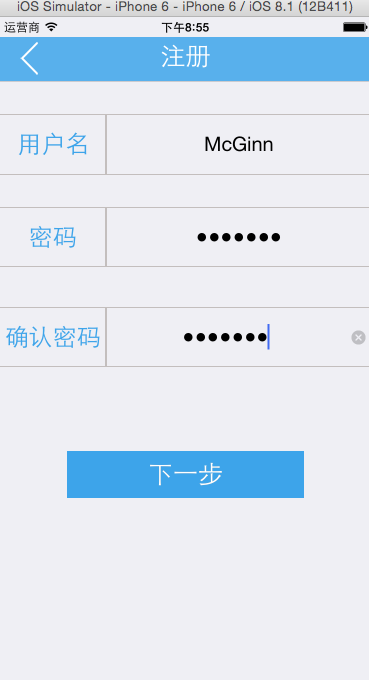 iOS Simulator - iPhone 6 - iPhone 6 / iOS 8.1 (12B411)
运营商 下午8:55
注册
用户名 McGinn
密码 •••••••
确认密码 •••••••
下一步